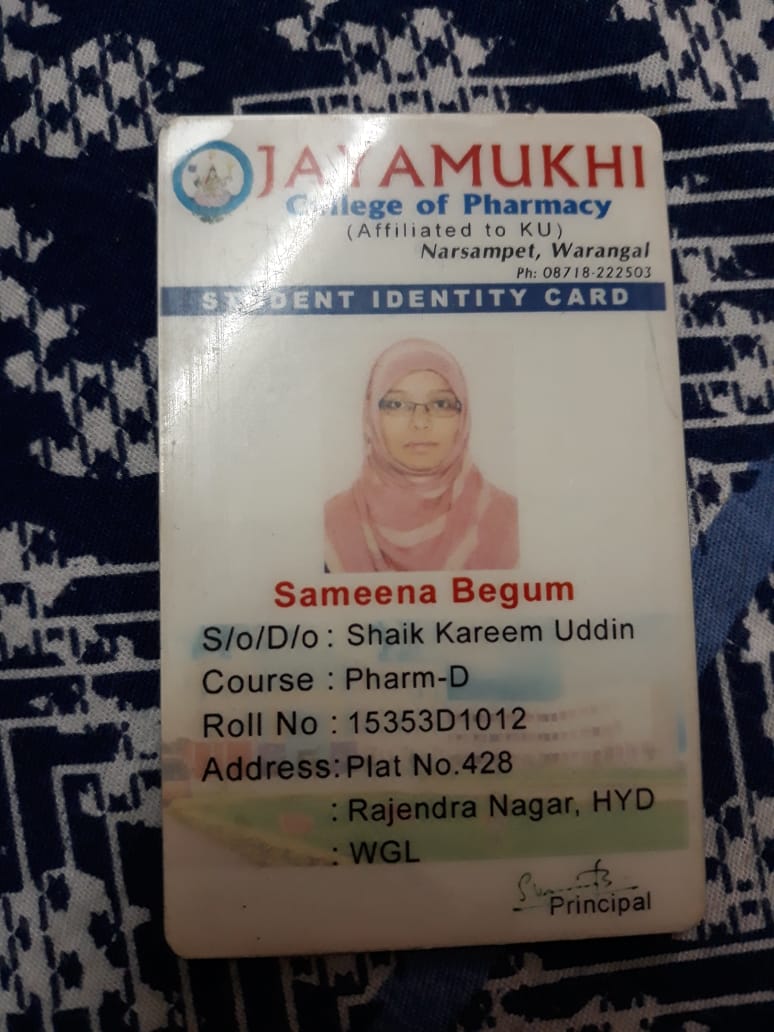 JAYAMUKHI
College of Pharmacy
(Affiliated to KU)
Narsampet, Warangal
Ph: 08718-222503
STUDENT IDENTITY CARD
Sameena Begum
S/o/D/o : Shaik Kareem Uddin
Course : Pharm-D
Roll No : 15353D1012
Address: Plat No.428
: Rajendra Nagar, HYD
: WGL
Principal